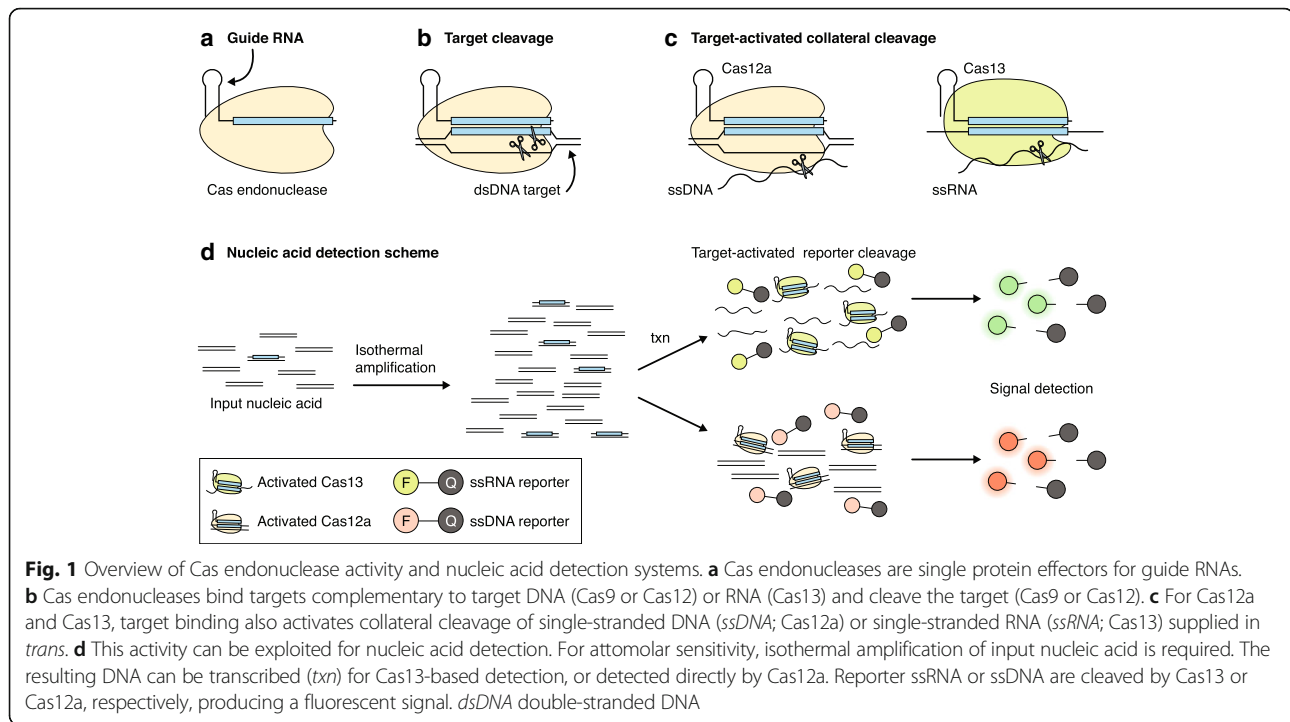 a Guide RNA
Cas endonuclease
b Target cleavage
dsDNA target
c Target-activated collateral cleavage
Cas12a
ssDNA
Cas13
ssRNA
d Nucleic acid detection scheme
Input nucleic acid
Isothermal
amplification
txn
Target-activated reporter cleavage
Signal detection
Activated Cas13
F Q ssRNA reporter
Activated Cas12a
F Q ssDNA reporter
Fig. 1 Overview of Cas endonuclease activity and nucleic acid detection systems. a Cas endonucleases are single protein effectors for guide RNAs.
b Cas endonucleases bind targets complementary to target DNA (Cas9 or Cas12) or RNA (Cas13) and cleave the target (Cas9 or Cas12). c For Cas12a
and Cas13, target binding also activates collateral cleavage of single-stranded DNA (ssDNA; Cas12a) or single-stranded RNA (ssRNA; Cas13) supplied in
trans. d This activity can be exploited for nucleic acid detection. For attomolar sensitivity, isothermal amplification of input nucleic acid is required. The
resulting DNA can be transcribed (txn) for Cas13-based detection, or detected directly by Cas12a. Reporter ssRNA or ssDNA are cleaved by Cas13 or
Cas12a, respectively, producing a fluorescent signal. dsDNA double-stranded DNA